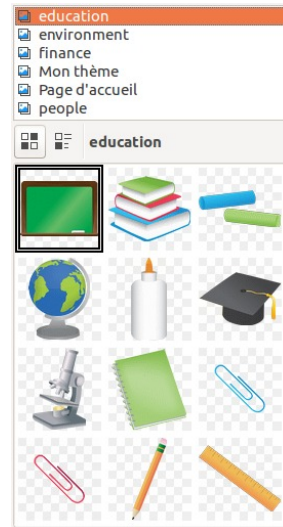 education
environment
finance
Mon thème
Page d'accueil
people
education